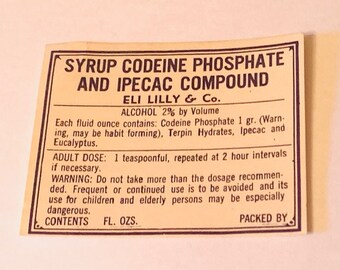 SYRUP CODEINE PHOSPHATE
AND IPECAC COMPOUND
ELI LILLY & Co.
ALCOHOL 2% by Volume
Each fluid ounce contains: Codeine Phosphate 1 gr. (Warn-
ing, may be habit forming), Terpin Hydrates, Ipecac and
Eucalyptus.
ADULT DOSE: 1 teaspoonful, repeated at 2 hour intervals
if necessary.
WARNING: Do not take more than the dosage recommen-
ded. Frequent or continued use is to be avoided and its
use for children and elderly persons may be especially
dangerous.
CONTENTS FL. OZS. PACKED BY